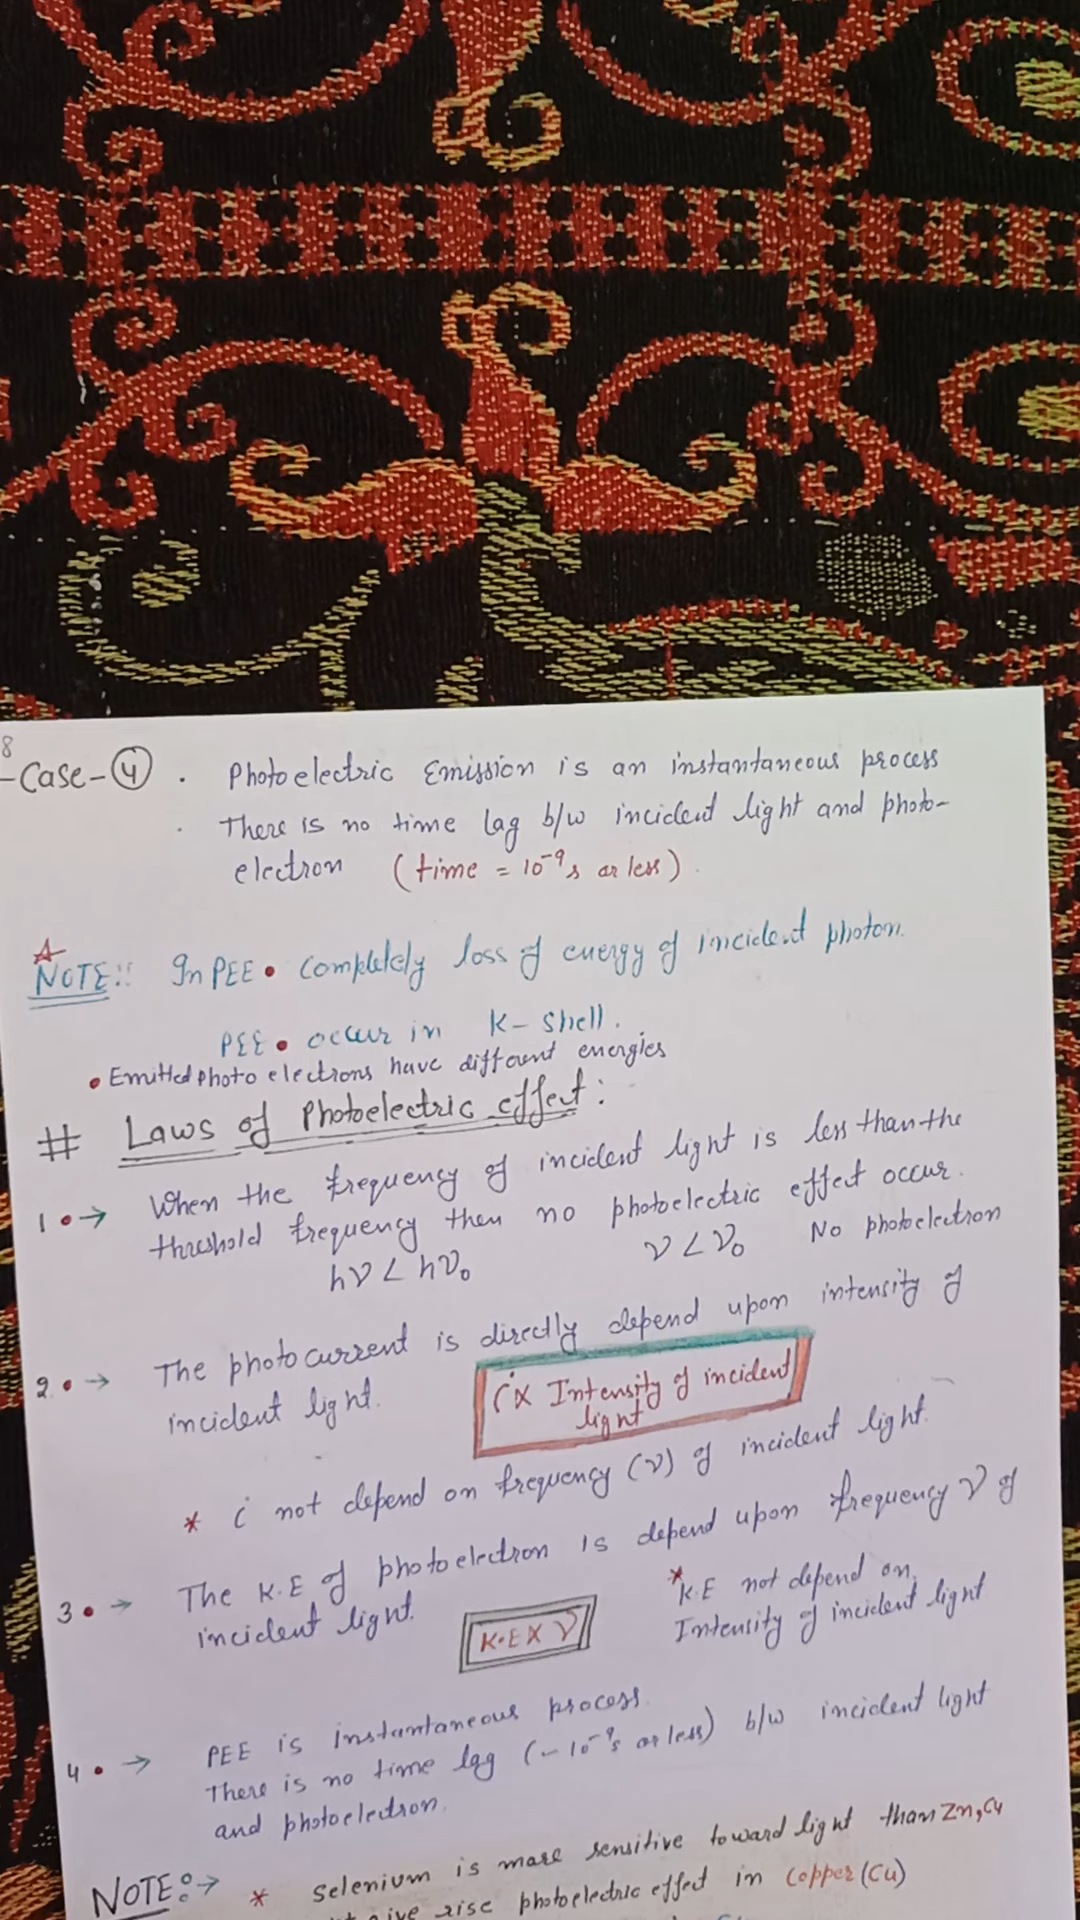 8
-Case-④ . Photoelectric Emission is an instantaneous process
. There is no time lag b/w incident light and photo-
electron (time = 10⁻⁹s or less)
NOTE!! In PEE • Completely loss of energy of incident photon.
PEE • occur in K- Shell.
• Emitted photo electrons have different energies
# Laws of Photoelectric effect:
1 •→ When the frequency of incident light is less than the
threshold frequency then no photoelectric effect occur.
hν < hν₀ ν < ν₀ No photoelectron
2. •→ The photocurrent is directly depend upon intensity of
incident light. i ∝ Intensity of incident
light
* i not depend on frequency (ν) of incident light.
3 •→ The K.E of photoelectron is depend upon frequency ν of
incident light. K.E ∝ ν * K.E not depend on
Intensity of incident light
4 •→ PEE is instantaneous process.
There is no time lag (~10⁻⁹s or less) b/w incident light
and photoelectron.
NOTE:→ * Selenium is more sensitive toward light than Zn, Cu
give rise photoelectric effect in Copper (Cu)